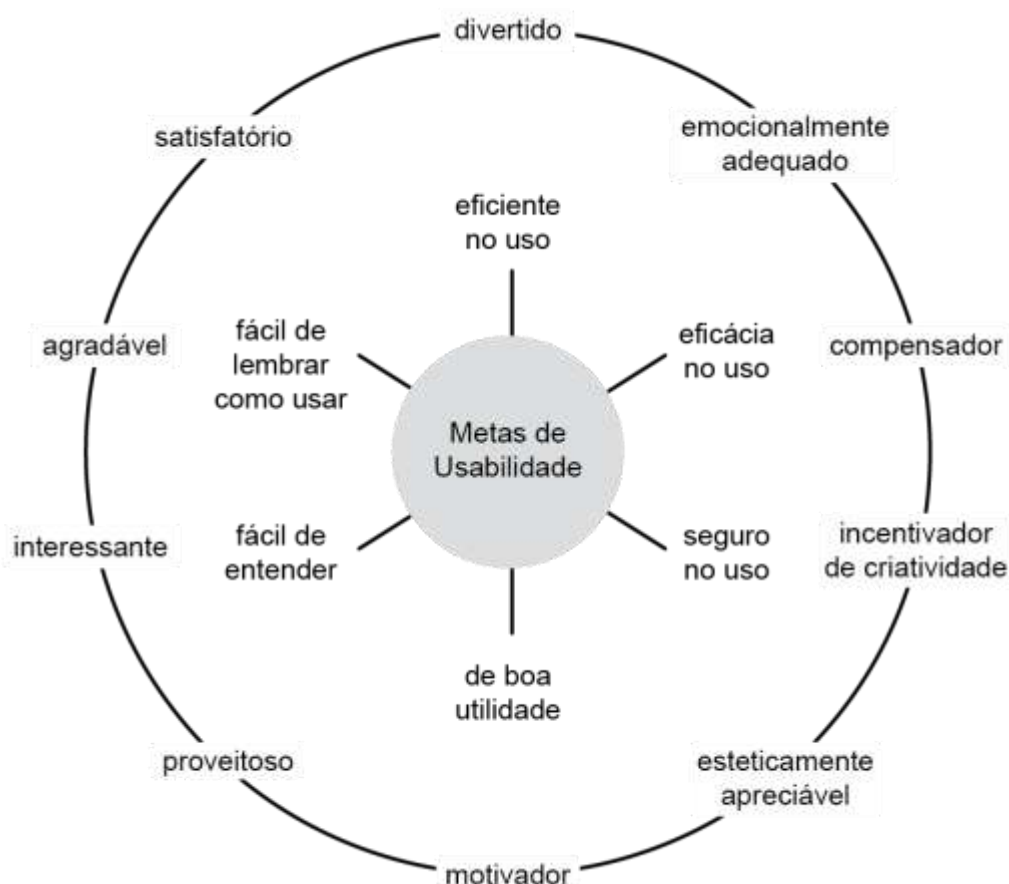 divertido
satisfatório
emocionalmente
adequado
eficiente
no uso
fácil de
lembrar
como usar
eficácia
no uso
agradável
compensador
Metas de
Usabilidade
interessante
fácil de
entender
seguro
no uso
incentivador
de criatividade
de boa
utilidade
proveitoso
esteticamente
apreciável
motivador